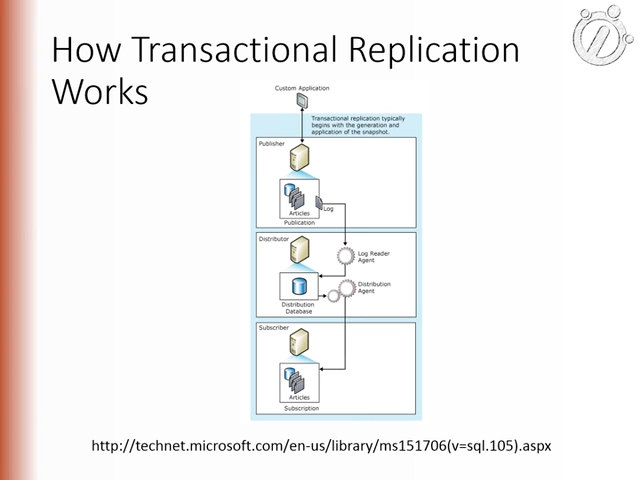 How Transactional Replication
Works
Custom Application
Transactional replication typically
begins with the generation and
application of the snapshot.
Publisher
Log
Articles
Publication
Distributor
Log Reader
Agent
Distribution
Agent
Distribution
Database
Subscriber
Articles
Subscription
http://technet.microsoft.com/en-us/library/ms151706(v=sql.105).aspx